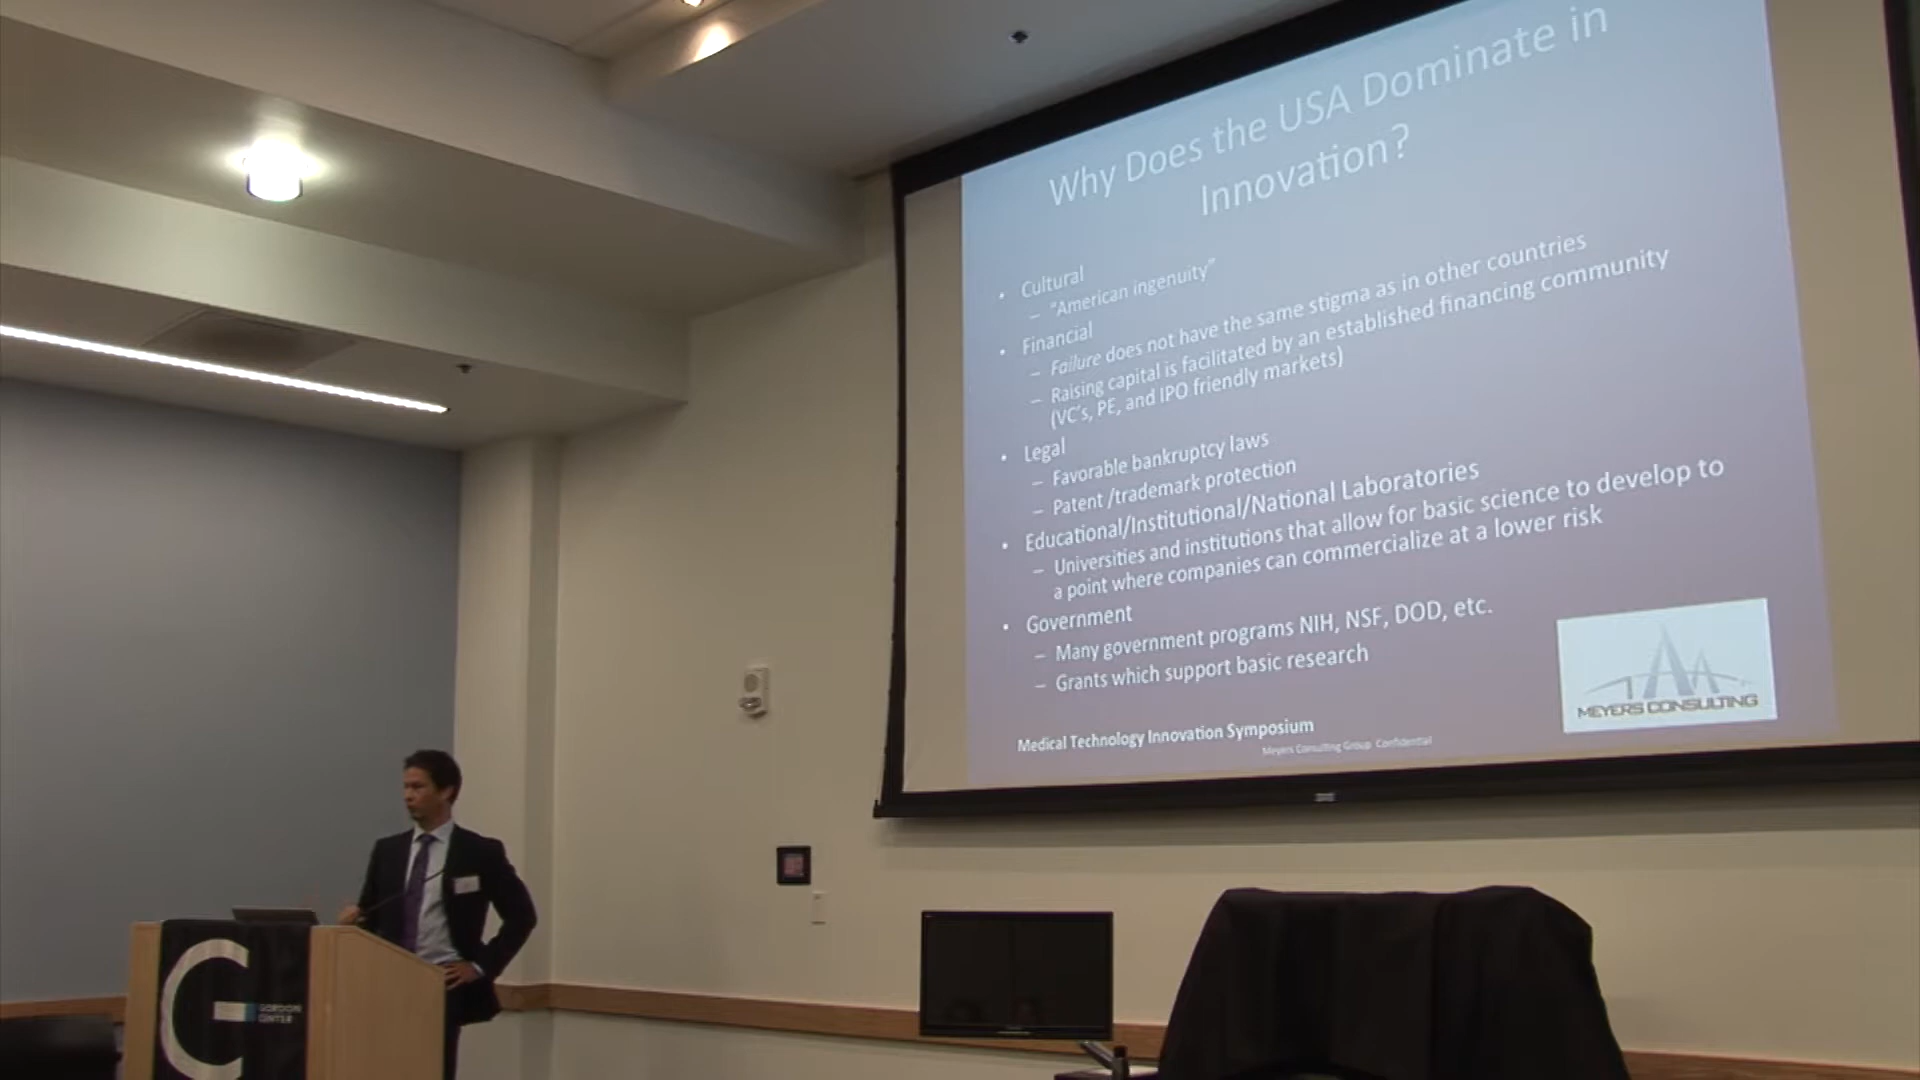 Why Does the USA Dominate in
Innovation?
• Cultural
– "American ingenuity"
• Financial
– Failure does not have the same stigma as in other countries
– Raising capital is facilitated by an established financing community
(VC's, PE, and IPO friendly markets)
• Legal
– Favorable bankruptcy laws
– Patent /trademark protection
• Educational/Institutional/National Laboratories
– Universities and institutions that allow for basic science to develop to
a point where companies can commercialize at a lower risk
• Government
– Many government programs NIH, NSF, DOD, etc.
– Grants which support basic research
MEYERS CONSULTING
Medical Technology Innovation Symposium
Meyers Consulting Group Confidential
G
GORDON
CENTER